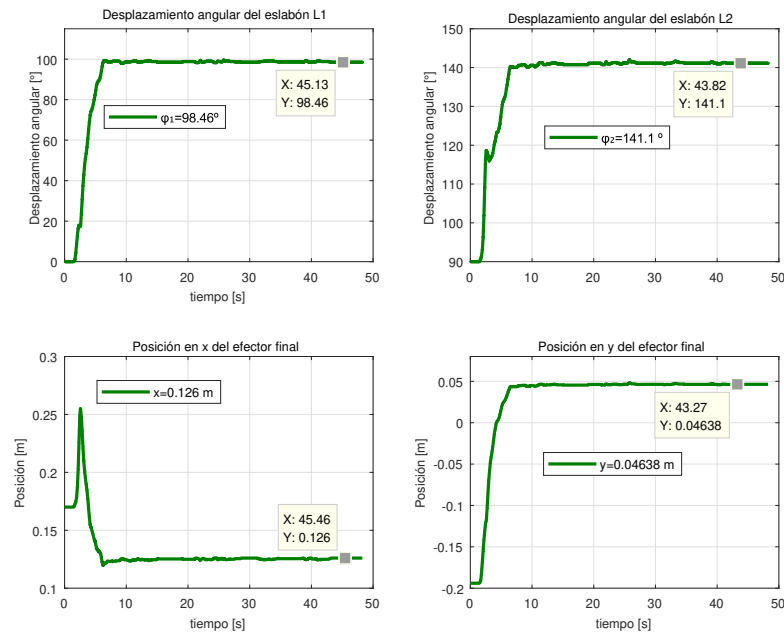 Desplazamiento angular del eslabón L1
Desplazamiento angular [°]
100
80
60
40
20
0
φ₁=98.46º
X: 45.13
Y: 98.46
0 10 20 30 40 50
tiempo [s]
Desplazamiento angular del eslabón L2
Desplazamiento angular [°]
150
140
130
120
110
100
90
X: 43.82
Y: 141.1
φ₂=141.1 º
0 10 20 30 40 50
tiempo [s]
Posición en x del efector final
Posición [m]
0.3
0.25
0.2
0.15
0.1
x=0.126 m
X: 45.46
Y: 0.126
0 10 20 30 40 50
tiempo [s]
Posición en y del efector final
Posición [m]
0.05
0
-0.05
-0.1
-0.15
-0.2
X: 43.27
Y: 0.04638
y=0.04638 m
0 10 20 30 40 50
tiempo [s]